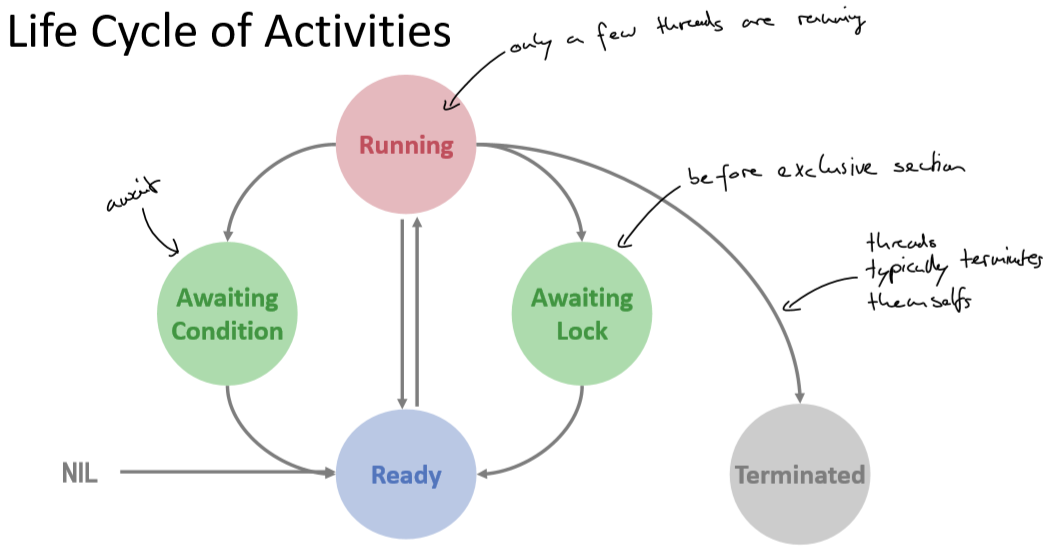 Life Cycle of Activities
only a few threads are running
Running
before exclusive section
await
threads
typically terminates
themselfs
Awaiting
Condition
Awaiting
Lock
NIL
Ready
Terminated